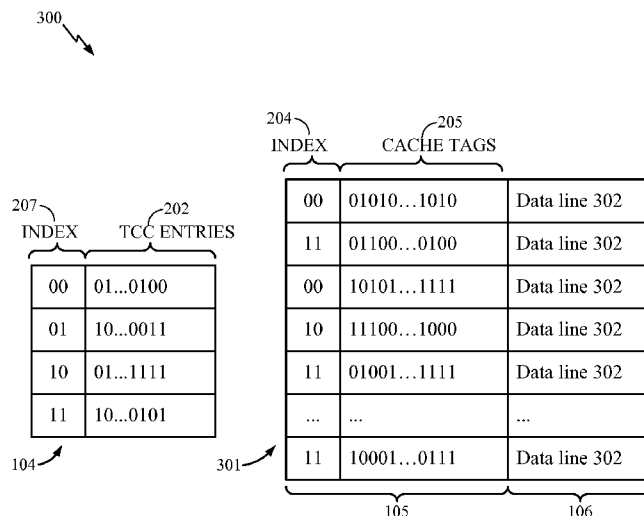 300
204
205
INDEX
CACHE TAGS
207
202
INDEX
TCC ENTRIES
00 01...0100
01 10...0011
10 01...1111
11 10...0101
104
00 01010...1010 Data line 302
11 01100...0100 Data line 302
00 10101...1111 Data line 302
10 11100...1000 Data line 302
11 01001...1111 Data line 302
... ... ...
11 10001...0111 Data line 302
301
105
106